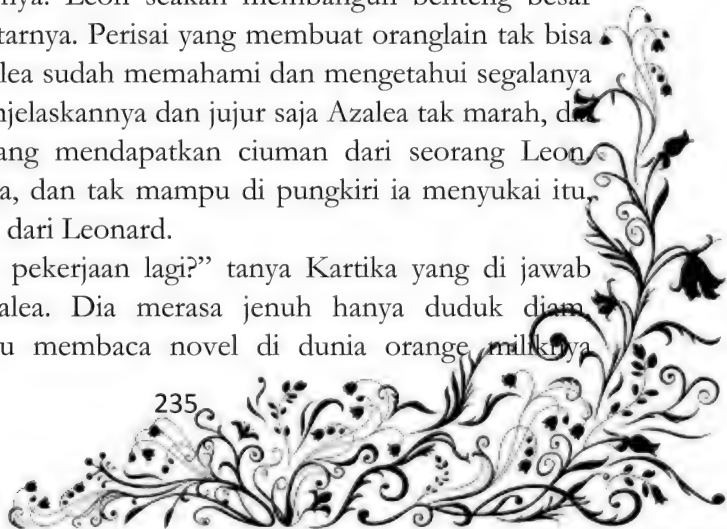 nya. Leon seakan membangun benteng besar
tarnya. Perisai yang membuat oranglain tak bisa
lea sudah memahami dan mengetahui segalanya
njelaskannya dan jujur saja Azalea tak marah, dia
ang mendapatkan ciuman dari seorang Leon
a, dan tak mampu di pungkiri ia menyukai itu,
dari Leonard.
pekerjaan lagi?” tanya Kartika yang di jawab
alea. Dia merasa jenuh hanya duduk diam,
u membaca novel di dunia orange miliknya
235